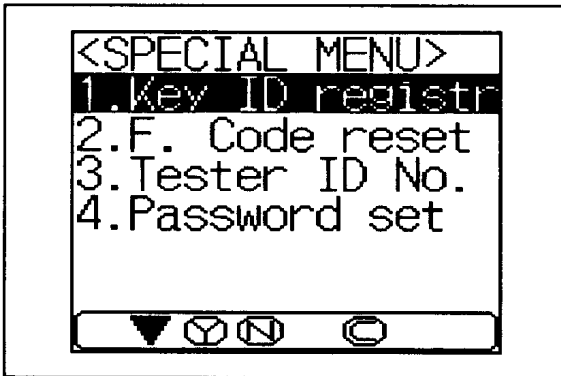 <SPECIAL MENU>
1.Key ID registr
2.F. Code reset
3.Tester ID No.
4.Password set
▼ Ⓨ Ⓝ Ⓒ